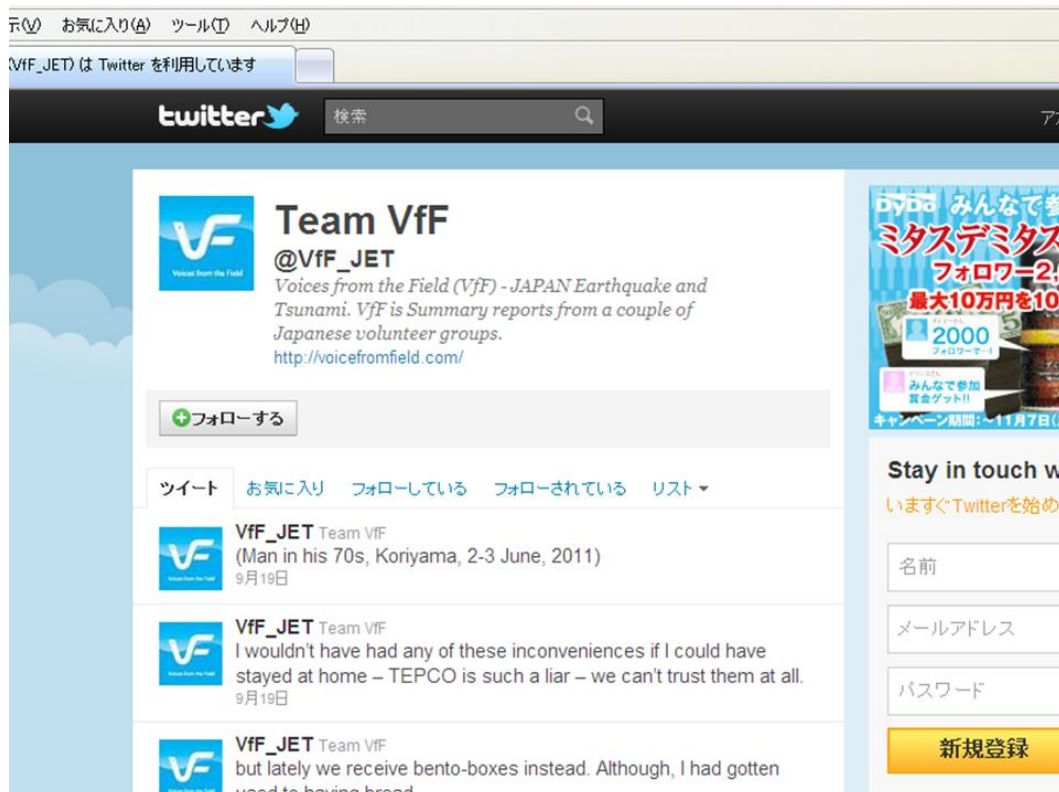 示(V) お気に入り(A) ツール(T) ヘルプ(H)
(VfF_JET) は Twitter を利用しています
twitter
検索
Team VfF
@VfF_JET
Voices from the Field (VfF) - JAPAN Earthquake and
Tsunami. VfF is Summary reports from a couple of
Japanese volunteer groups.
http://voicefromfield.com/
フォローする
ツイート お気に入り フォローしている フォローされている リスト
VfF_JET Team VfF
(Man in his 70s, Koriyama, 2-3 June, 2011)
9月19日
VfF_JET Team VfF
I wouldn't have had any of these inconveniences if I could have
stayed at home – TEPCO is such a liar – we can't trust them at all.
9月19日
VfF_JET Team VfF
but lately we receive bento-boxes instead. Although, I had gotten
used to having bread
VF
Voices from the Field
DyDo みんなで参
ミタスデミタス
フォロワー2,
最大10万円を10
2000
フォロワーで…!
みんなで参加
賞金ゲット!!
キャンペーン期間:~11月7日(
Stay in touch w
いますぐTwitterを始め
名前
メールアドレス
パスワード
新規登録